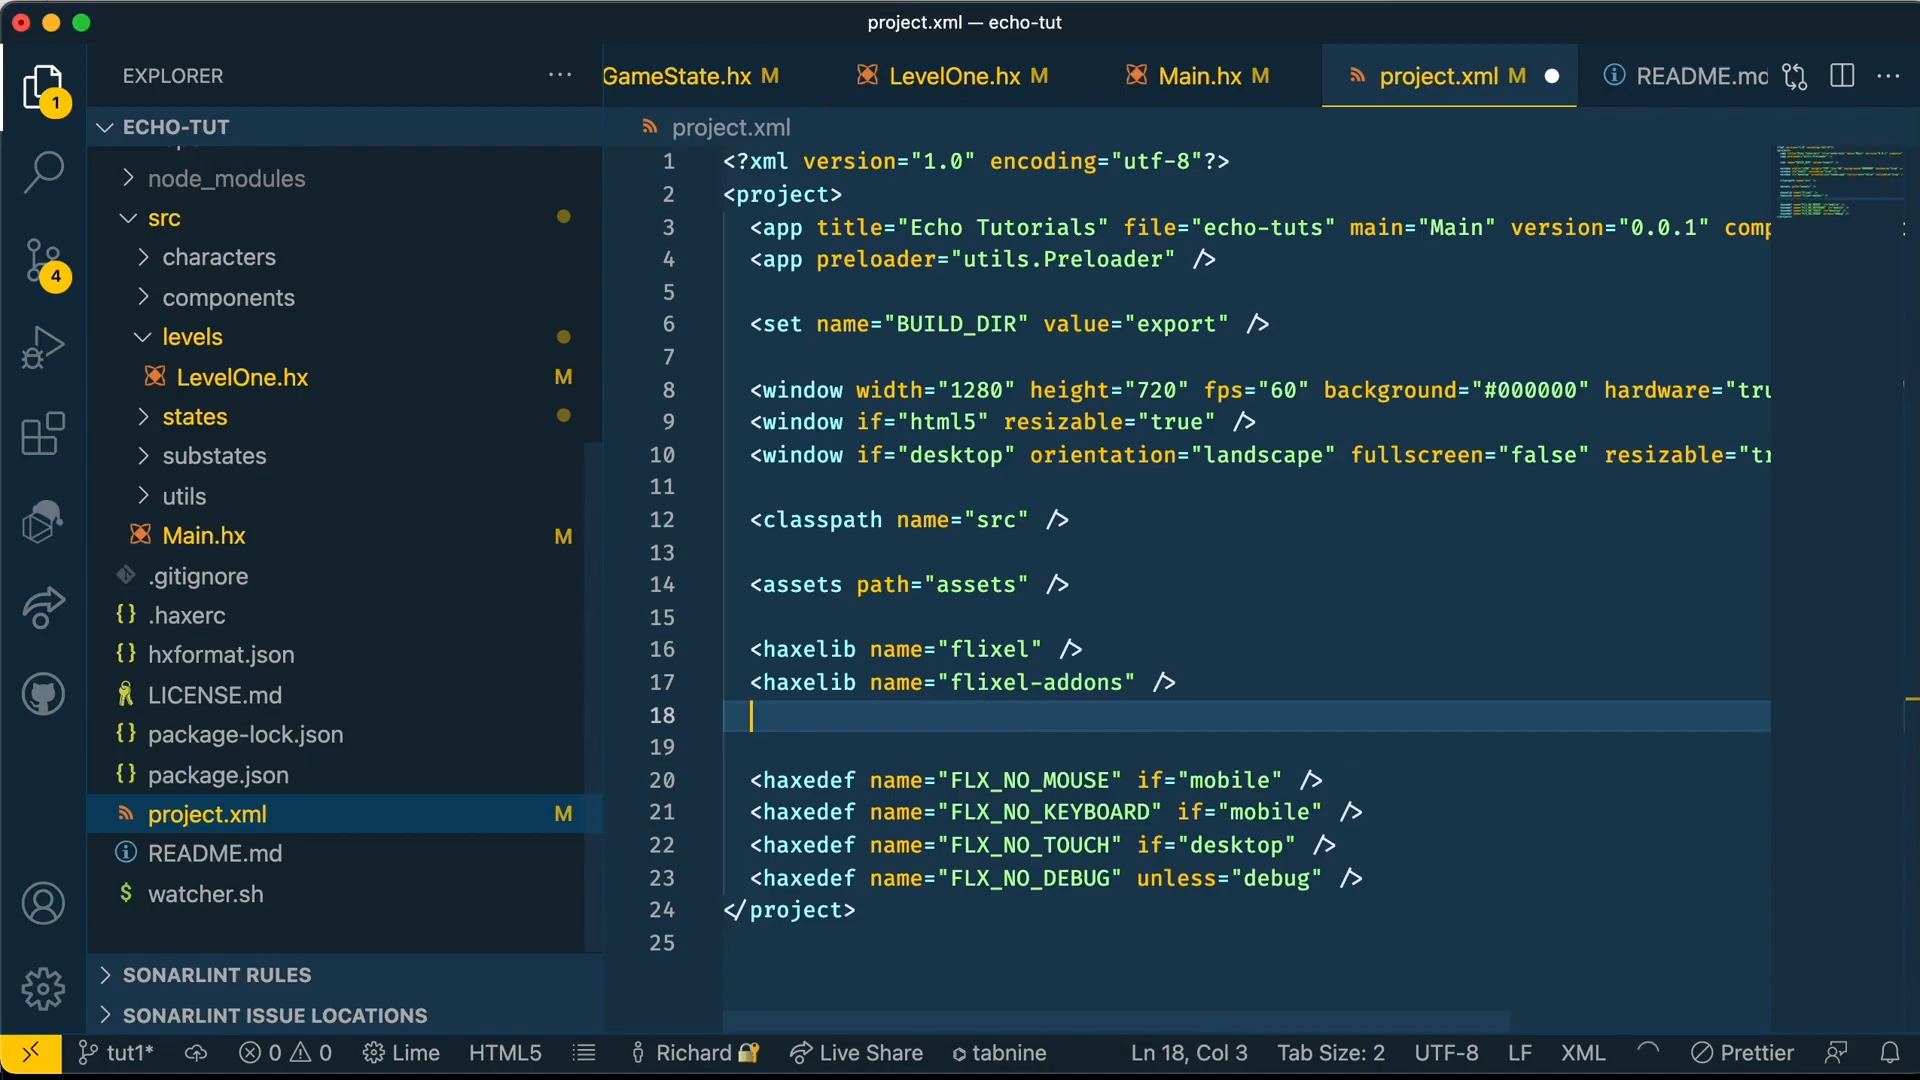 project.xml — echo-tut
EXPLORER
GameState.hx M
LevelOne.hx M
Main.hx M
project.xml M
README.md
1
ECHO-TUT
project.xml
node_modules
src
characters
components
4
levels
LevelOne.hx M
states
substates
utils
Main.hx M
.gitignore
{} .haxerc
{} hxformat.json
LICENSE.md
{} package-lock.json
{} package.json
project.xml M
README.md
$ watcher.sh
SONARLINT RULES
SONARLINT ISSUE LOCATIONS
1 <?xml version="1.0" encoding="utf-8"?>
2 <project>
3 <app title="Echo Tutorials" file="echo-tuts" main="Main" version="0.0.1" comp
4 <app preloader="utils.Preloader" />
5
6 <set name="BUILD_DIR" value="export" />
7
8 <window width="1280" height="720" fps="60" background="#000000" hardware="tru
9 <window if="html5" resizable="true" />
10 <window if="desktop" orientation="landscape" fullscreen="false" resizable="tr
11
12 <classpath name="src" />
13
14 <assets path="assets" />
15
16 <haxelib name="flixel" />
17 <haxelib name="flixel-addons" />
18
19
20 <haxedef name="FLX_NO_MOUSE" if="mobile" />
21 <haxedef name="FLX_NO_KEYBOARD" if="mobile" />
22 <haxedef name="FLX_NO_TOUCH" if="desktop" />
23 <haxedef name="FLX_NO_DEBUG" unless="debug" />
24 </project>
25
tut1* 0 0 Lime HTML5 Richard Live Share tabnine Ln 18, Col 3 Tab Size: 2 UTF-8 LF XML Prettier